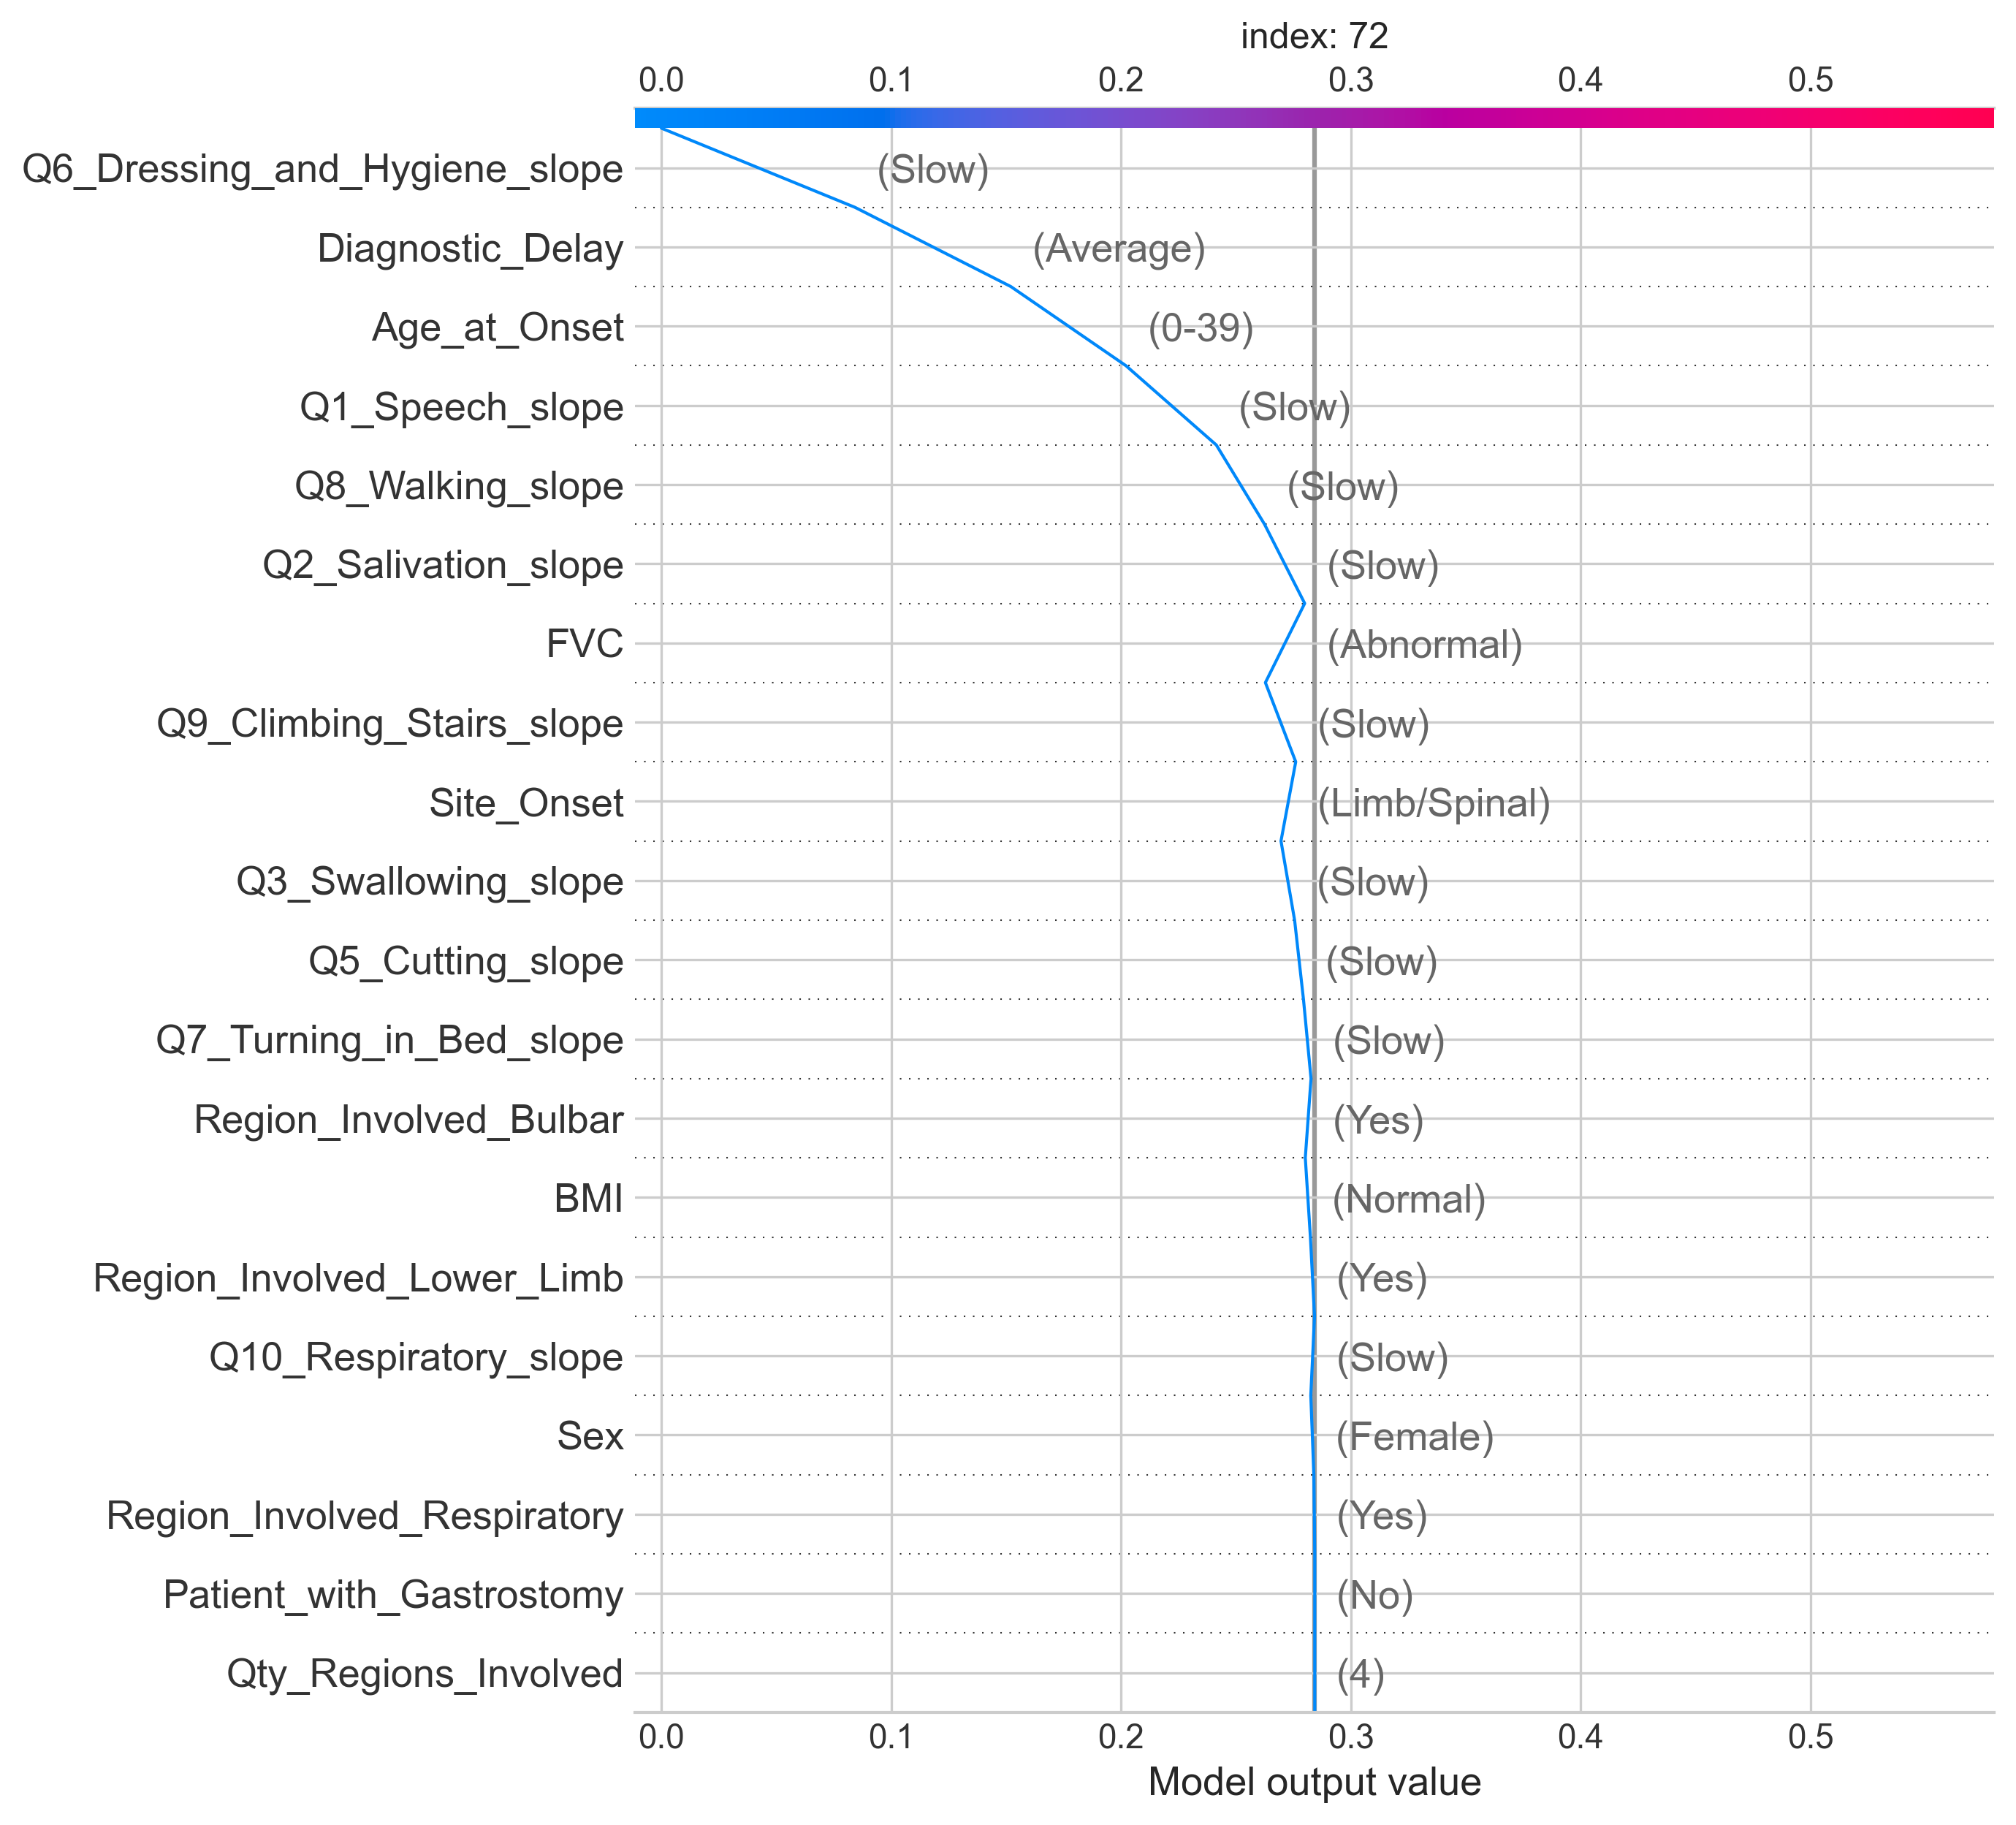 index: 72
0.0 0.1 0.2 0.3 0.4 0.5
Q6_Dressing_and_Hygiene_slope (Slow)
Diagnostic_Delay (Average)
Age_at_Onset (0-39)
Q1_Speech_slope (Slow)
Q8_Walking_slope (Slow)
Q2_Salivation_slope (Slow)
FVC (Abnormal)
Q9_Climbing_Stairs_slope (Slow)
Site_Onset (Limb/Spinal)
Q3_Swallowing_slope (Slow)
Q5_Cutting_slope (Slow)
Q7_Turning_in_Bed_slope (Slow)
Region_Involved_Bulbar (Yes)
BMI (Normal)
Region_Involved_Lower_Limb (Yes)
Q10_Respiratory_slope (Slow)
Sex (Female)
Region_Involved_Respiratory (Yes)
Patient_with_Gastrostomy (No)
Qty_Regions_Involved (4)
0.0 0.1 0.2 0.3 0.4 0.5
Model output value